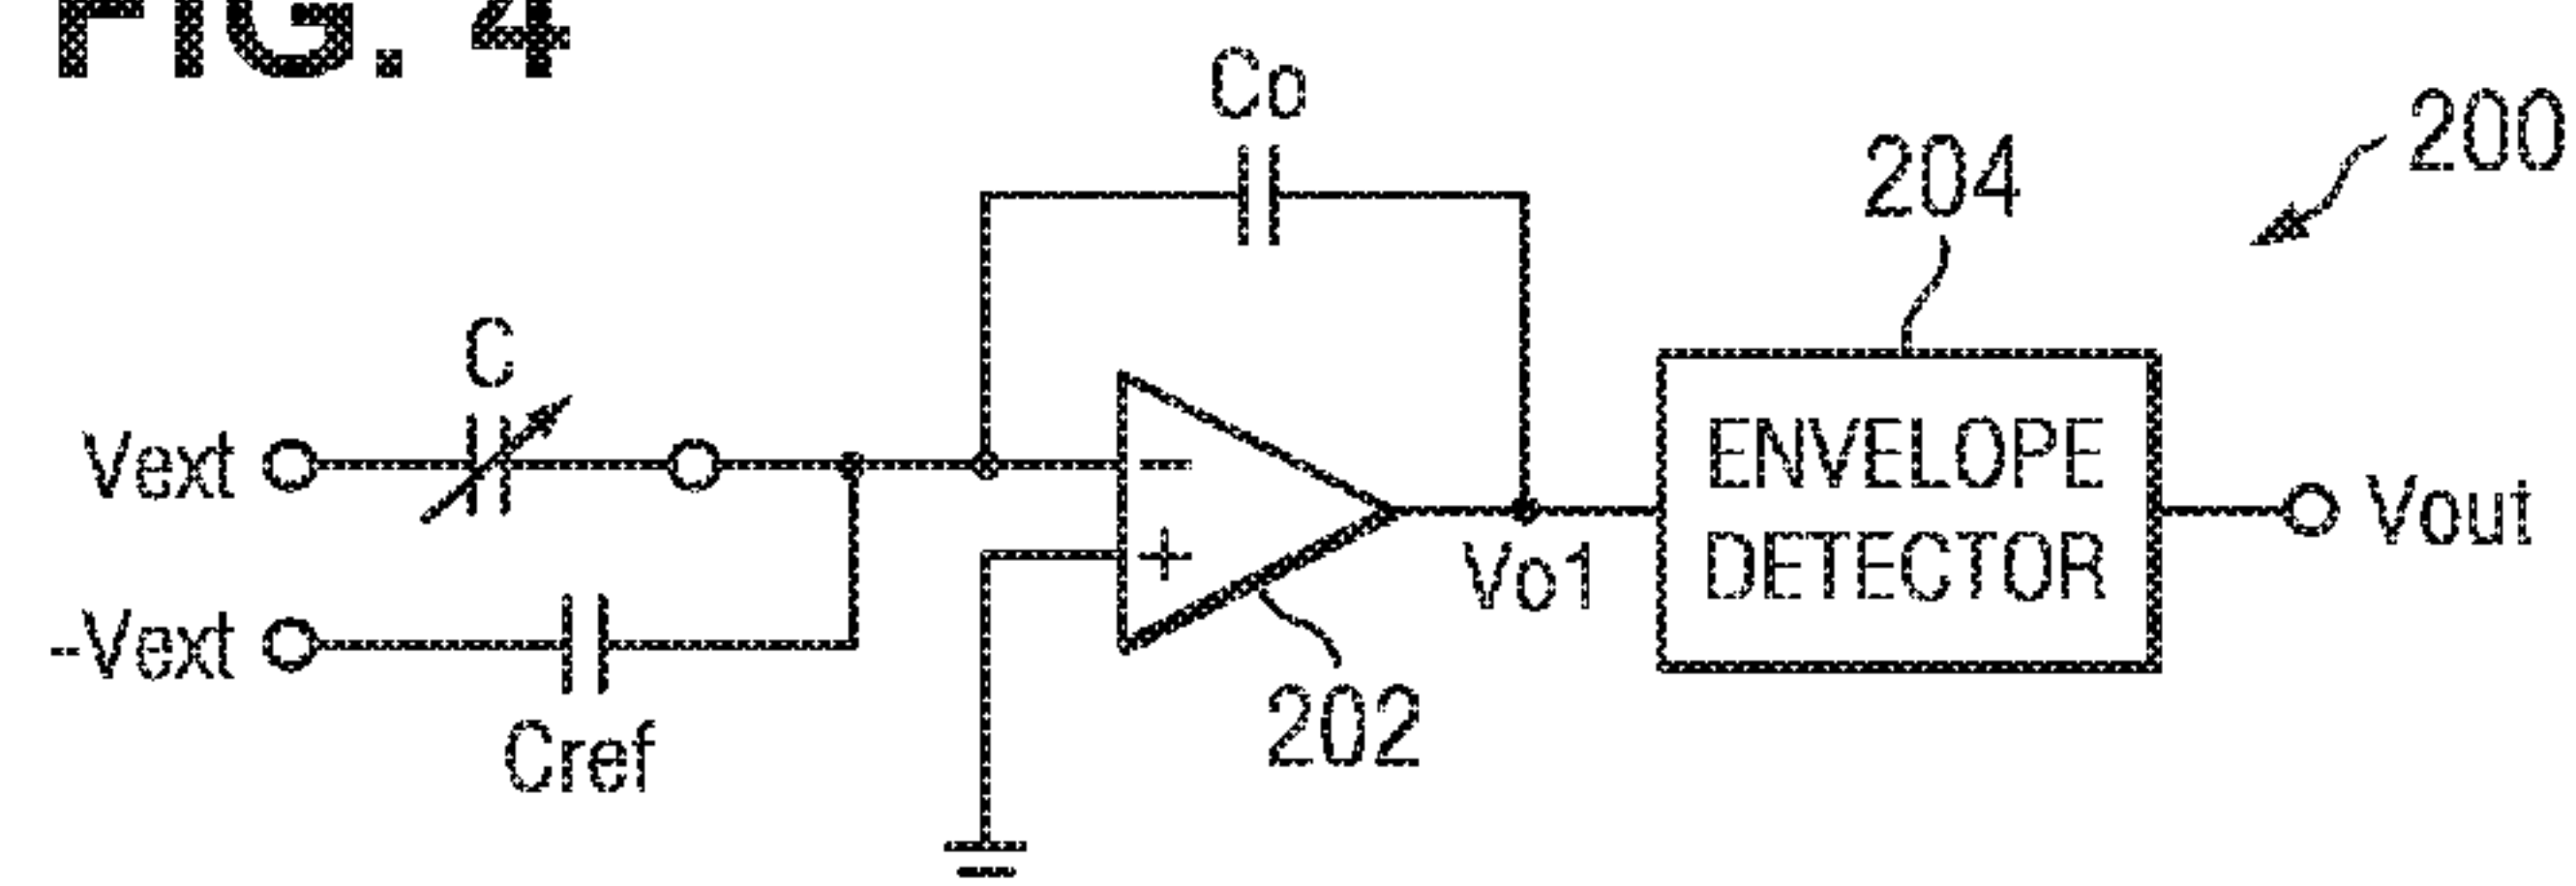 FIG. 4
Co
200
204
C
Vext
−
ENVELOPE
DETECTOR
Vout
+
Vo1
-Vext
202
Cref